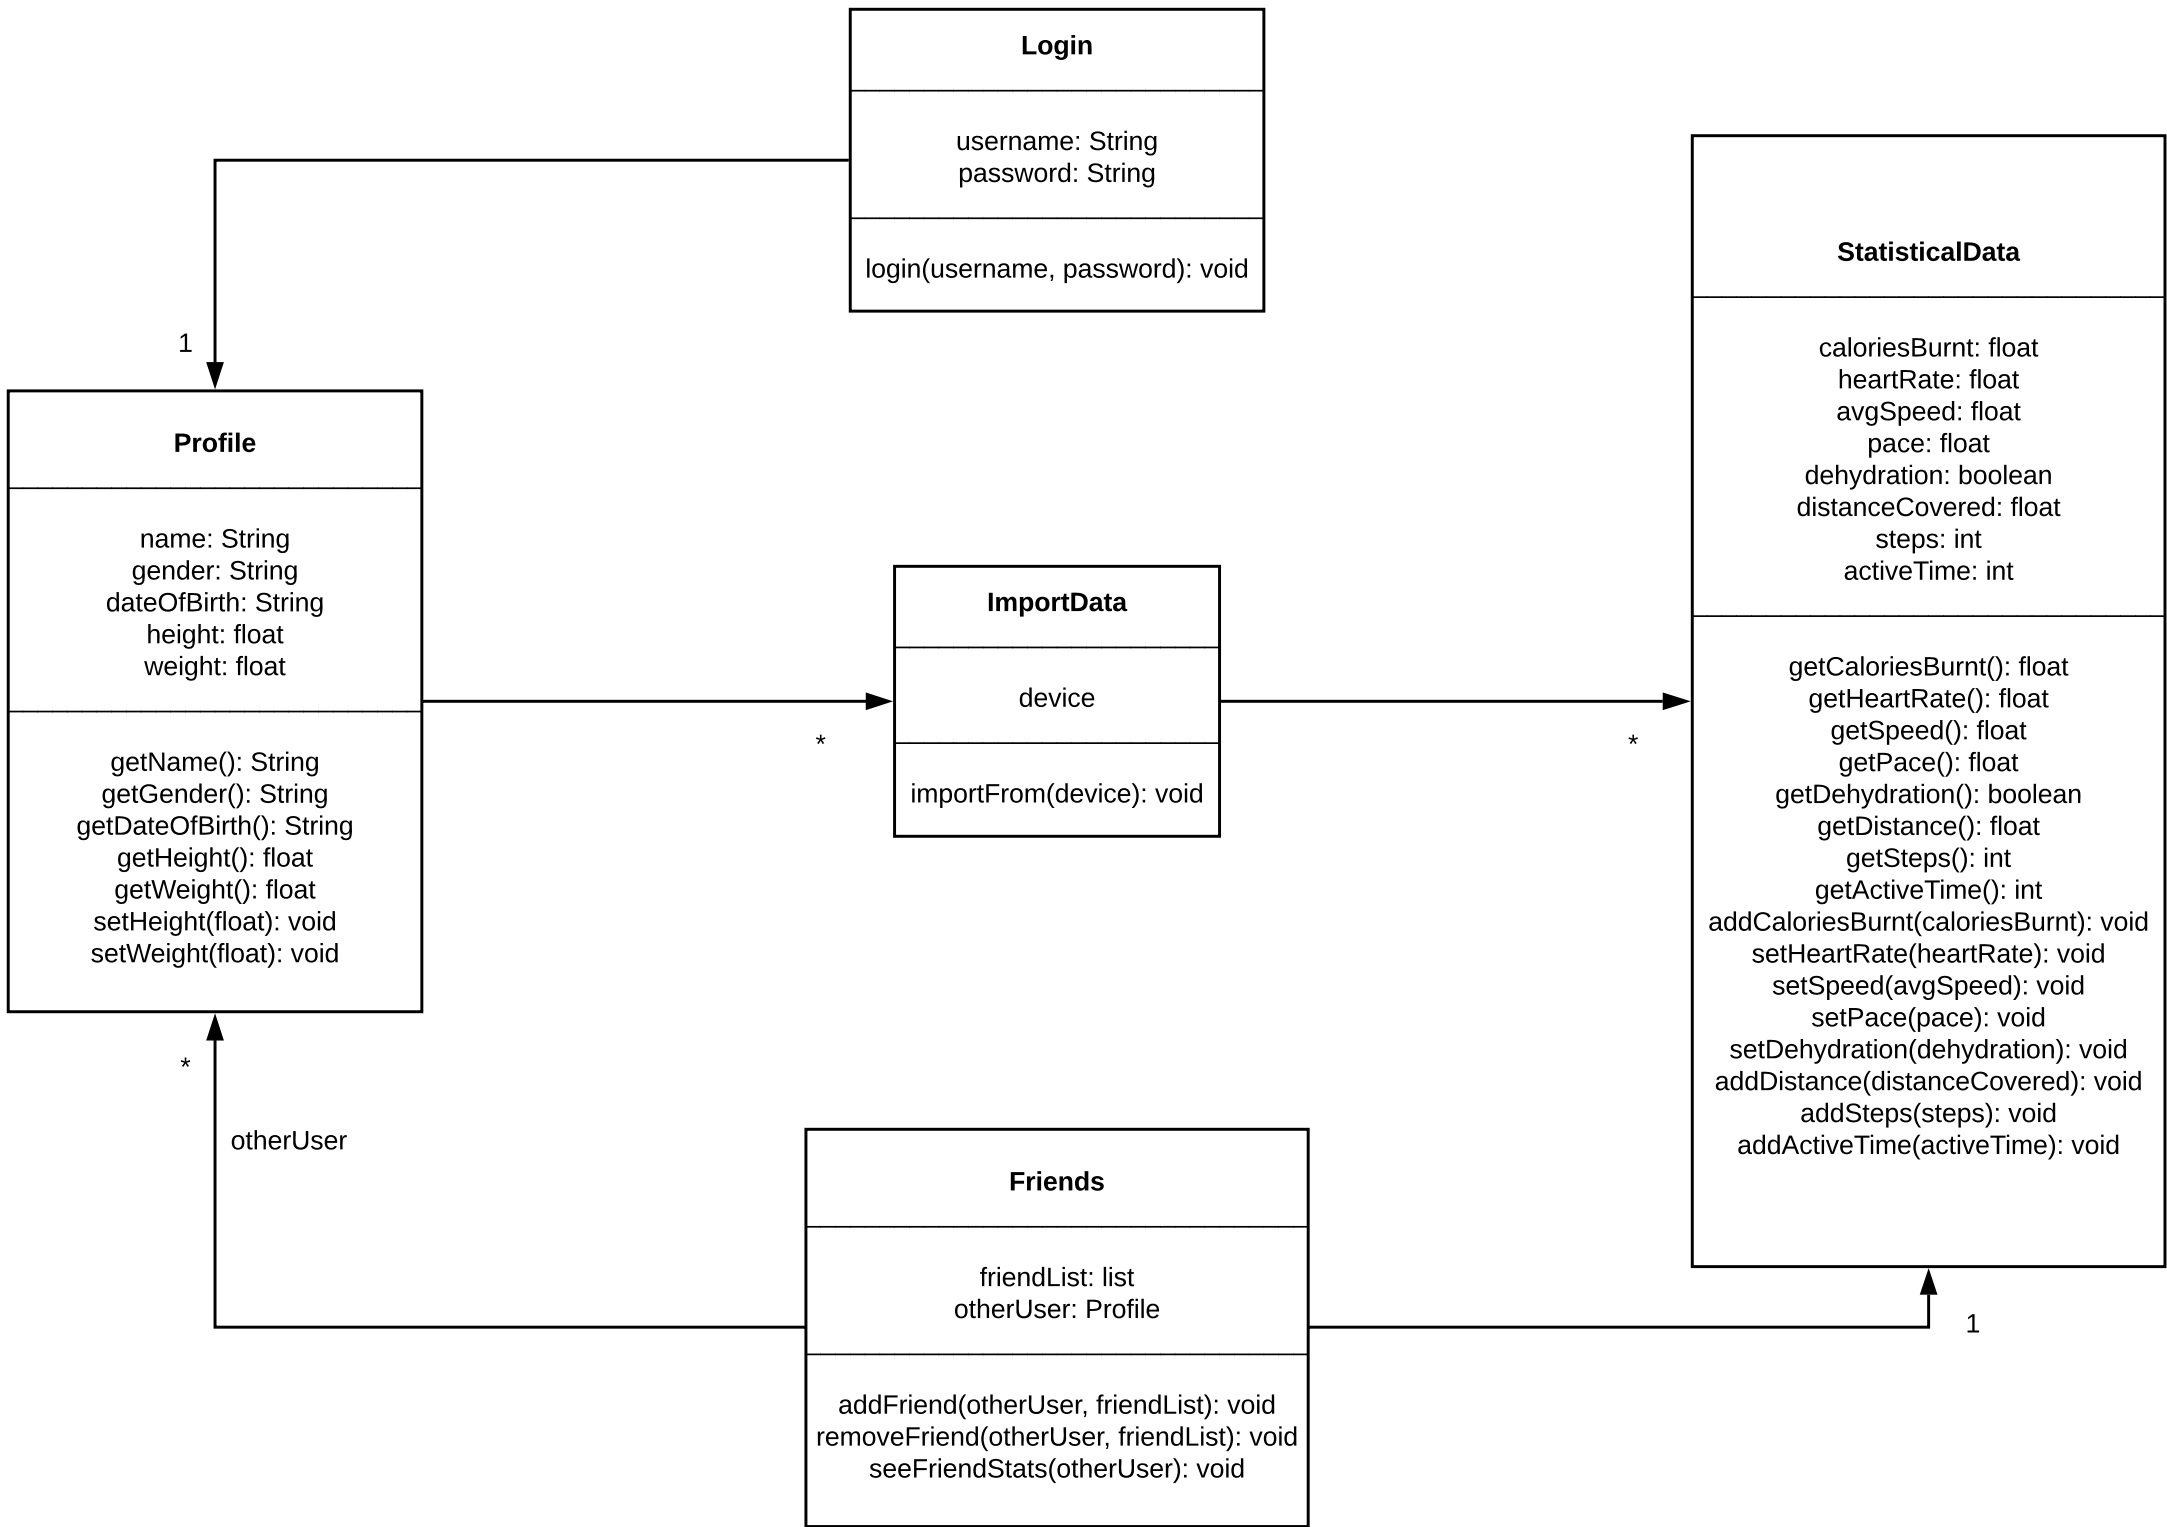 Login
username: String
password: String
login(username, password): void
1
Profile
name: String
gender: String
dateOfBirth: String
height: float
weight: float
getName(): String
getGender(): String
getDateOfBirth(): String
getHeight(): float
getWeight(): float
setHeight(float): void
setWeight(float): void
*
ImportData
device
importFrom(device): void
*
StatisticalData
caloriesBurnt: float
heartRate: float
avgSpeed: float
pace: float
dehydration: boolean
distanceCovered: float
steps: int
activeTime: int
getCaloriesBurnt(): float
getHeartRate(): float
getSpeed(): float
getPace(): float
getDehydration(): boolean
getDistance(): float
getSteps(): int
getActiveTime(): int
addCaloriesBurnt(caloriesBurnt): void
setHeartRate(heartRate): void
setSpeed(avgSpeed): void
setPace(pace): void
setDehydration(dehydration): void
addDistance(distanceCovered): void
addSteps(steps): void
addActiveTime(activeTime): void
*
otherUser
Friends
friendList: list
otherUser: Profile
addFriend(otherUser, friendList): void
removeFriend(otherUser, friendList): void
seeFriendStats(otherUser): void
1